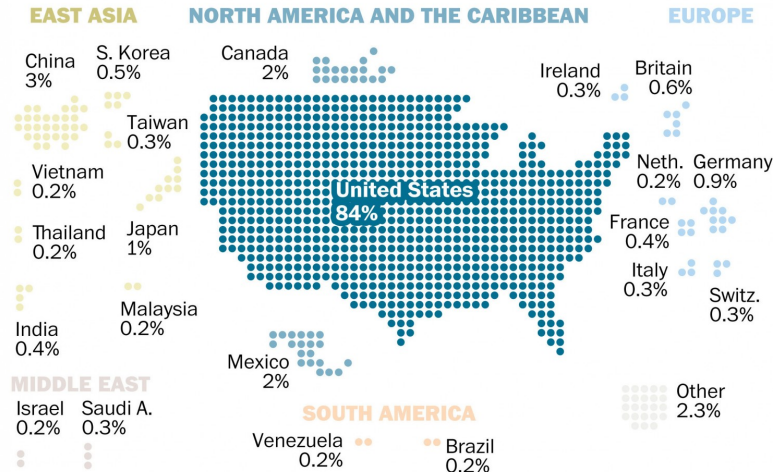 EAST ASIA
China
3%
S. Korea
0.5%
Taiwan
0.3%
Vietnam
0.2%
Thailand
0.2%
Japan
1%
India
0.4%
Malaysia
0.2%
NORTH AMERICA AND THE CARIBBEAN
Canada
2%
United States
84%
Mexico
2%
EUROPE
Ireland
0.3%
Britain
0.6%
Neth.
0.2%
Germany
0.9%
France
0.4%
Italy
0.3%
Switz.
0.3%
MIDDLE EAST
Israel
0.2%
Saudi A.
0.3%
SOUTH AMERICA
Venezuela
0.2%
Brazil
0.2%
Other
2.3%